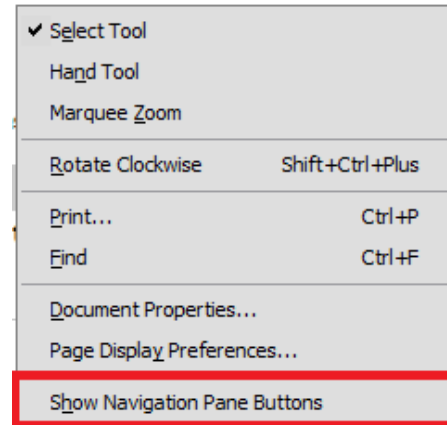 Select Tool
Hand Tool
Marquee Zoom
Rotate Clockwise Shift+Ctrl+Plus
Print... Ctrl+P
Find Ctrl+F
Document Properties...
Page Display Preferences...
Show Navigation Pane Buttons